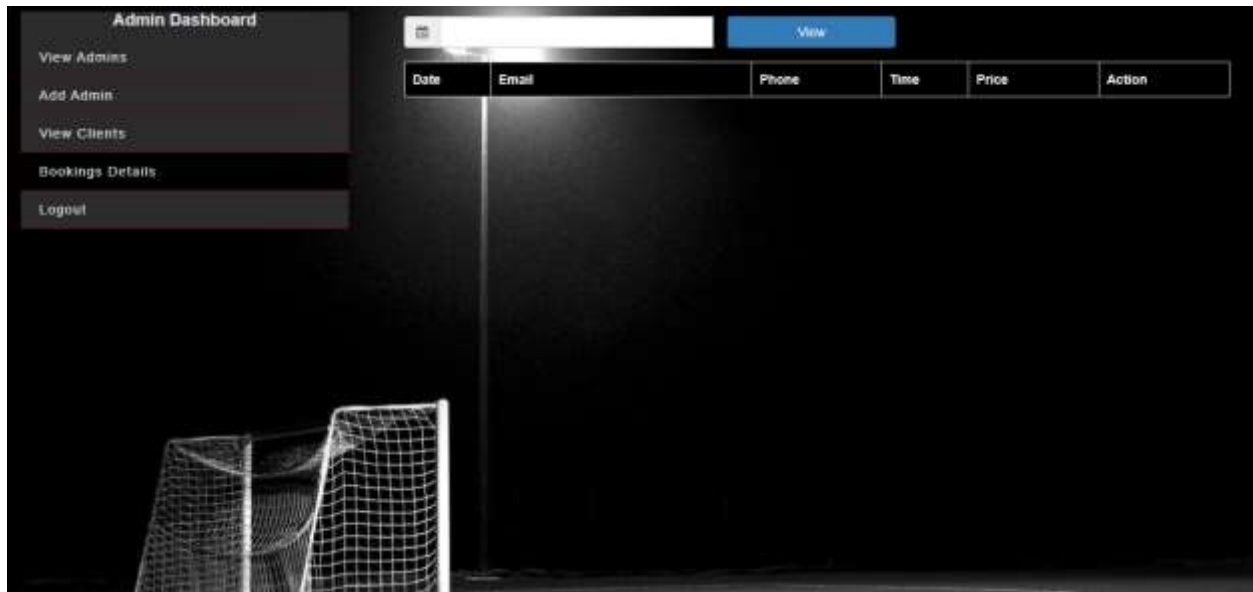 Admin Dashboard
View Admins
Add Admin
View Clients
Bookings Details
Logout
View
Date Email Phone Time Price Action